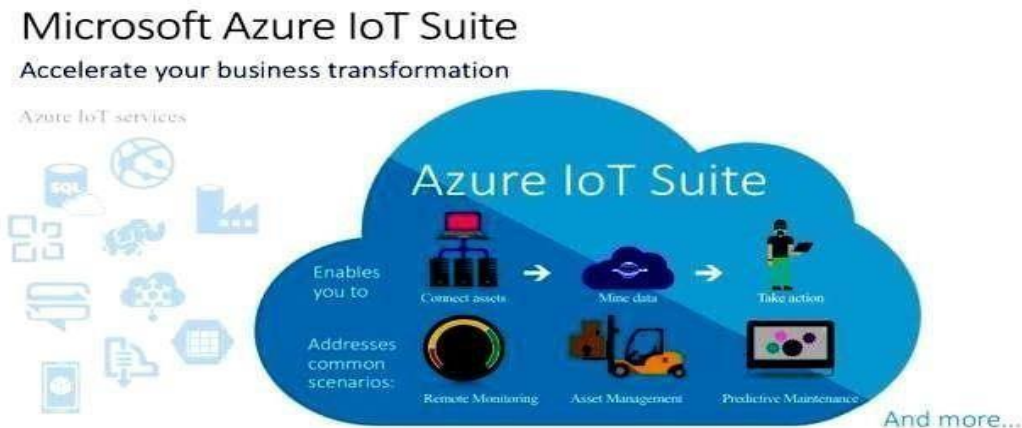 Microsoft Azure IoT Suite
Accelerate your business transformation
Azure IoT services
SQL
Azure IoT Suite
Enables
you to
Connect assets
Mine data
Take action
Addresses
common
scenarios:
Remote Monitoring
Asset Management
Predictive Maintenance
And more...